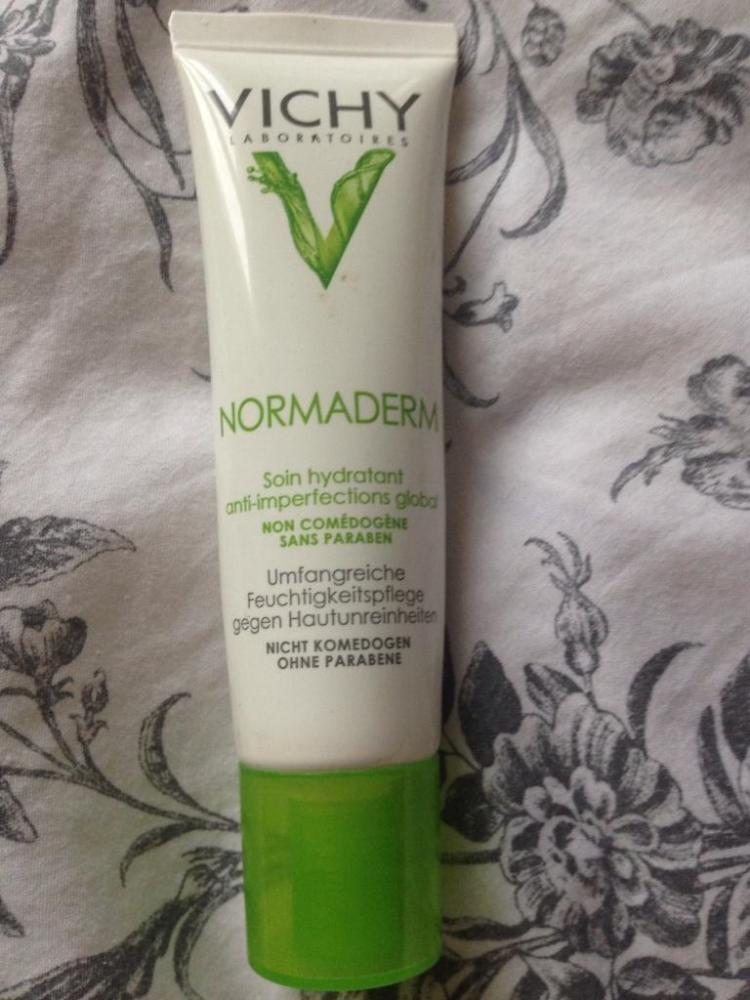 VICHY
LABORATOIRES
NORMADERM
Soin hydratant
anti-imperfections global
NON COMÉDOGÈNE
SANS PARABEN
Umfangreiche
Feuchtigkeitspflege
gegen Hautunreinheiten
NICHT KOMEDOGEN
OHNE PARABENE